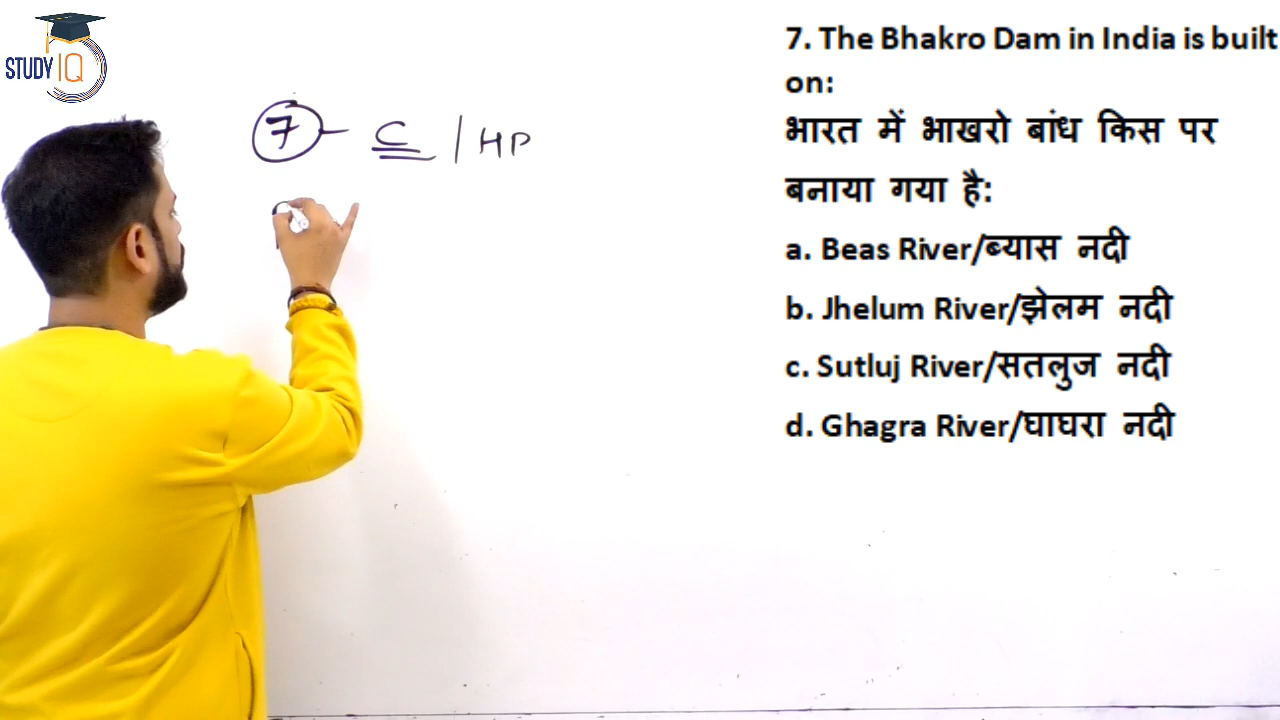 STUDY IQ
7 - C / HP
7. The Bhakro Dam in India is built
on:
भारत में भाखरो बांध किस पर
बनाया गया है:
a. Beas River/ब्यास नदी
b. Jhelum River/झेलम नदी
c. Sutluj River/सतलुज नदी
d. Ghagra River/घाघरा नदी